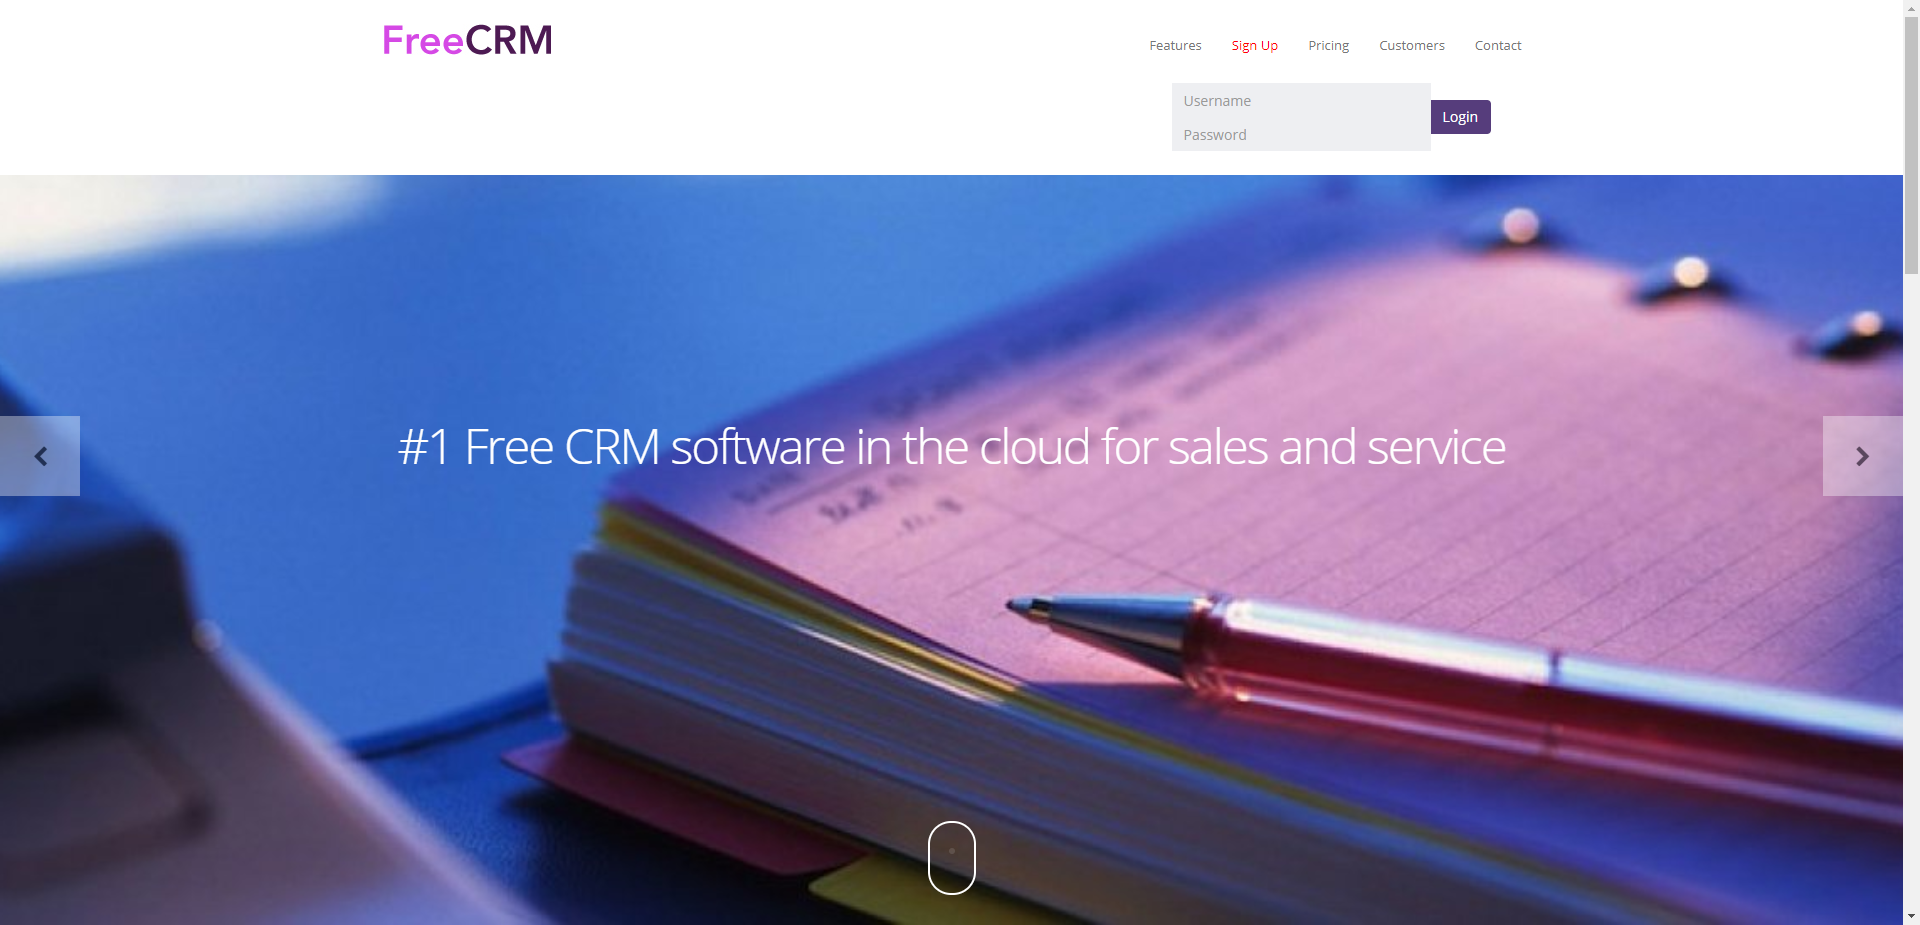 FreeCRM
Features
Sign Up
Pricing
Customers
Contact
Username
Password
Login
#1 Free CRM software in the cloud for sales and service